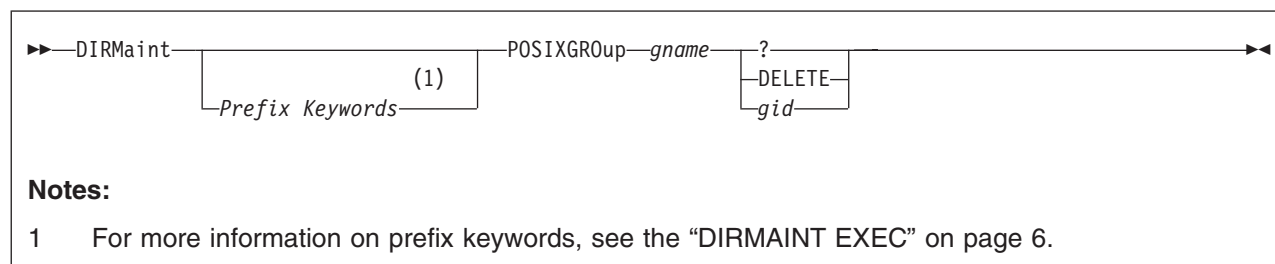 DIRMaint POSIXGROup gname ?
(1) DELETE
Prefix Keywords gid
Notes:
1 For more information on prefix keywords, see the “DIRMAINT EXEC” on page 6.